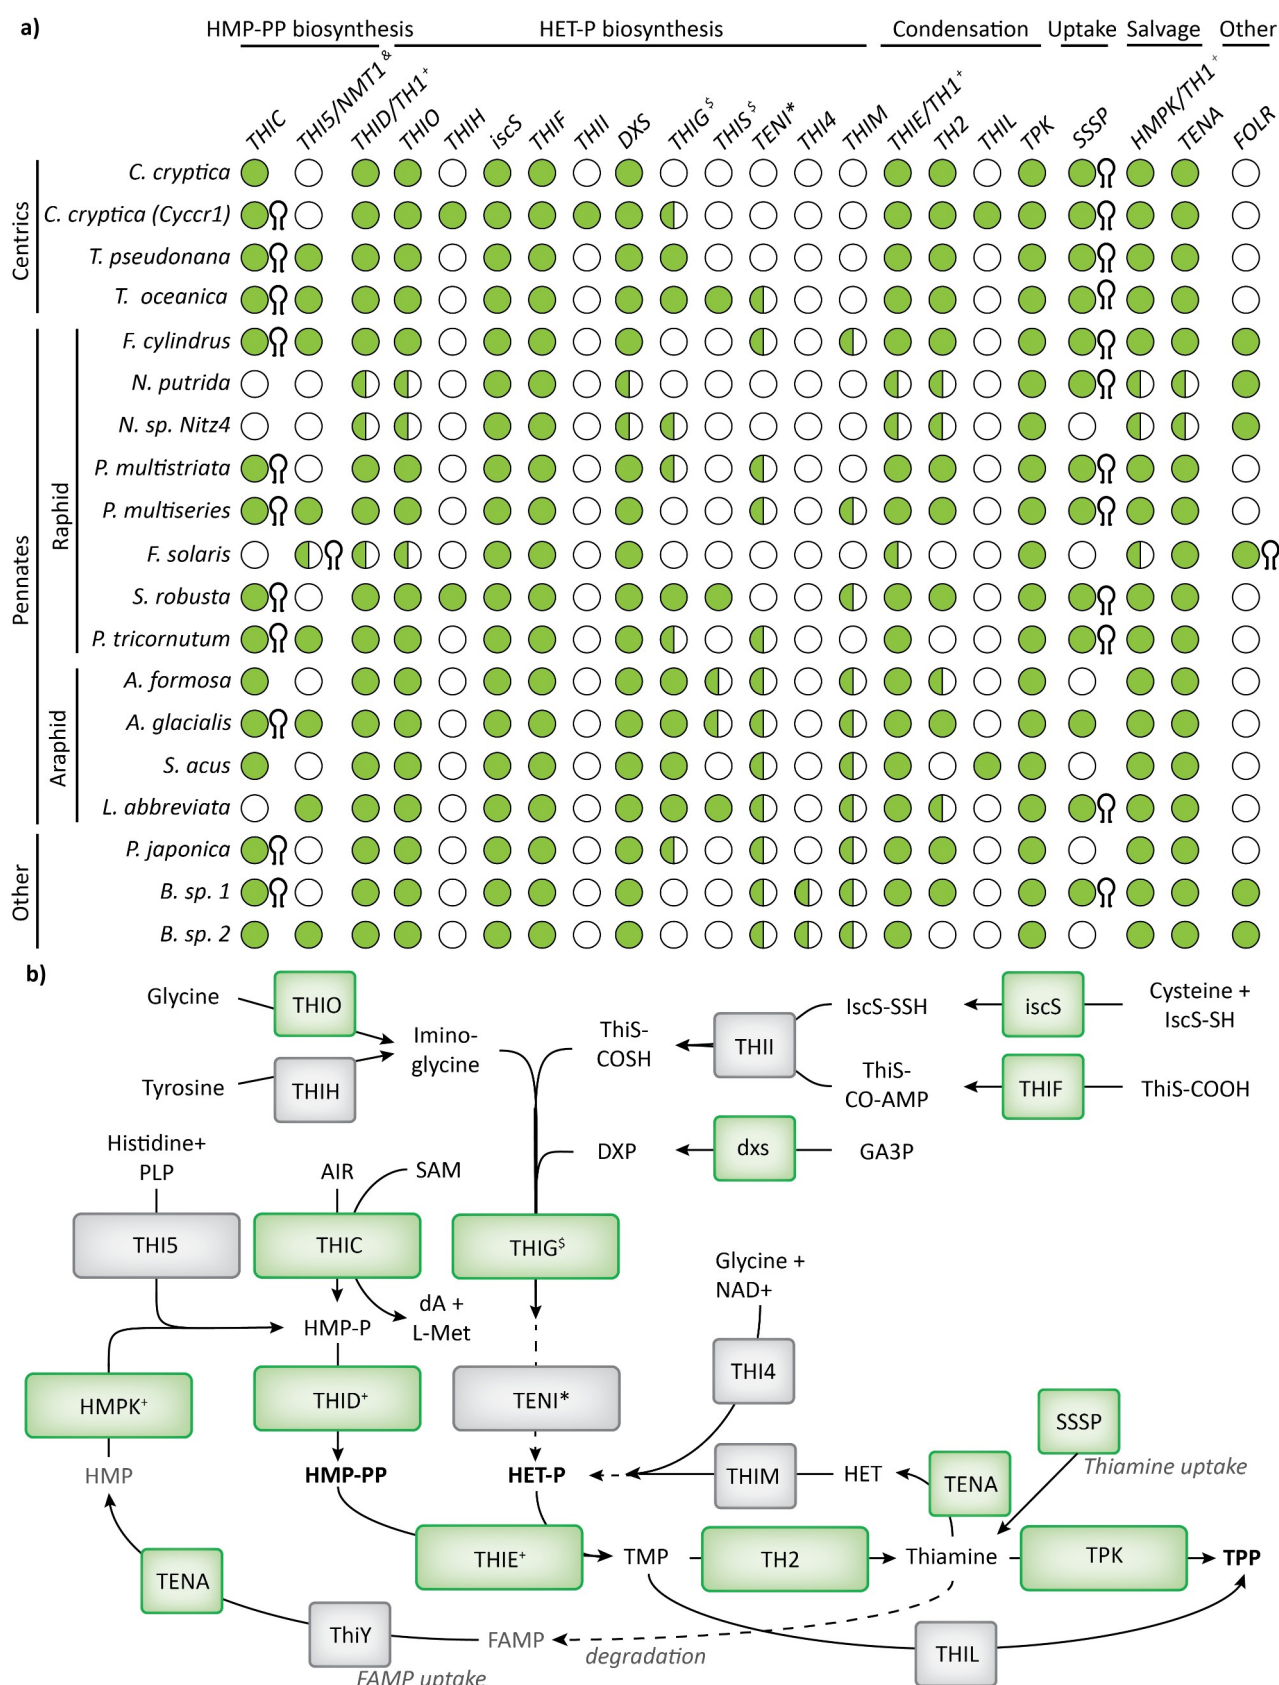 a)
HMP-PP biosynthesis HET-P biosynthesis Condensation Uptake Salvage Other
THIC THI5/NMT1& THID/TH1+ THIO THIH iscS THIF THII DXS THIG$ THIS$ TENI* THI4 THIM THIE/TH1+ TH2 THIL TPK SSSP HMPK/TH1+ TENA FOLR
Centrics
C. cryptica
C. cryptica (Cyccr1)
T. pseudonana
T. oceanica
Pennates
Raphid
F. cylindrus
N. putrida
N. sp. Nitz4
P. multistriata
P. multiseries
F. solaris
S. robusta
P. tricornutum
Araphid
A. formosa
A. glacialis
S. acus
L. abbreviata
Other
P. japonica
B. sp. 1
B. sp. 2
b)
Glycine
THIO
Imino-
glycine
Tyrosine
THIH
ThiS-
COSH
THII
IscS-SSH
iscS
Cysteine +
IscS-SH
ThiS-
CO-AMP
THIF
ThiS-COOH
DXP
dxs
GA3P
Histidine+
PLP
AIR
SAM
THI5
THIC
THIG$
dA +
L-Met
HMP-P
Glycine +
NAD+
THI4
HMPK+
THID+
TENI*
SSSP
Thiamine uptake
HMP
HMP-PP
HET-P
THIM
HET
TENA
THIE+
TMP
TH2
Thiamine
TPK
TPP
TENA
ThiY
FAMP
degradation
THIL
FAMP uptake